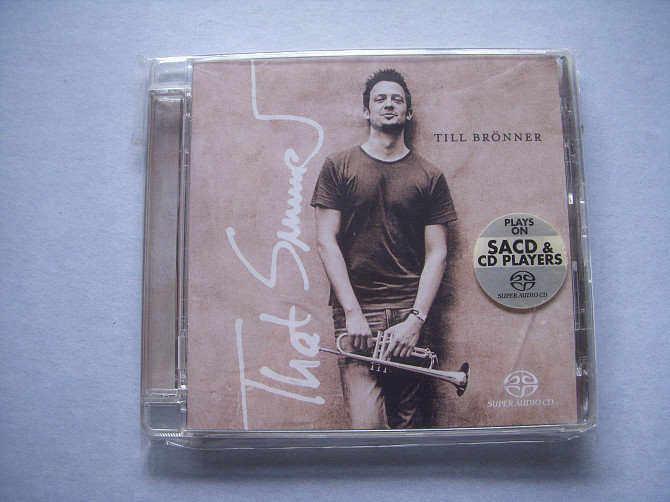 That Summer
TILL BRÖNNER
PLAYS
ON
SACD &
CD PLAYERS
SUPER AUDIO CD
SUPER AUDIO CD